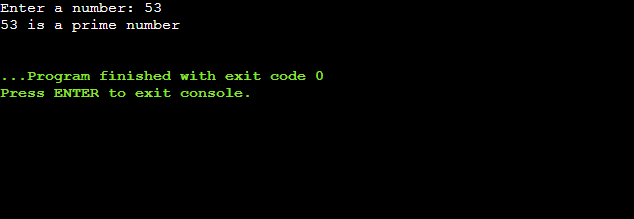 Enter a number: 53
53 is a prime number
...Program finished with exit code 0
Press ENTER to exit console.